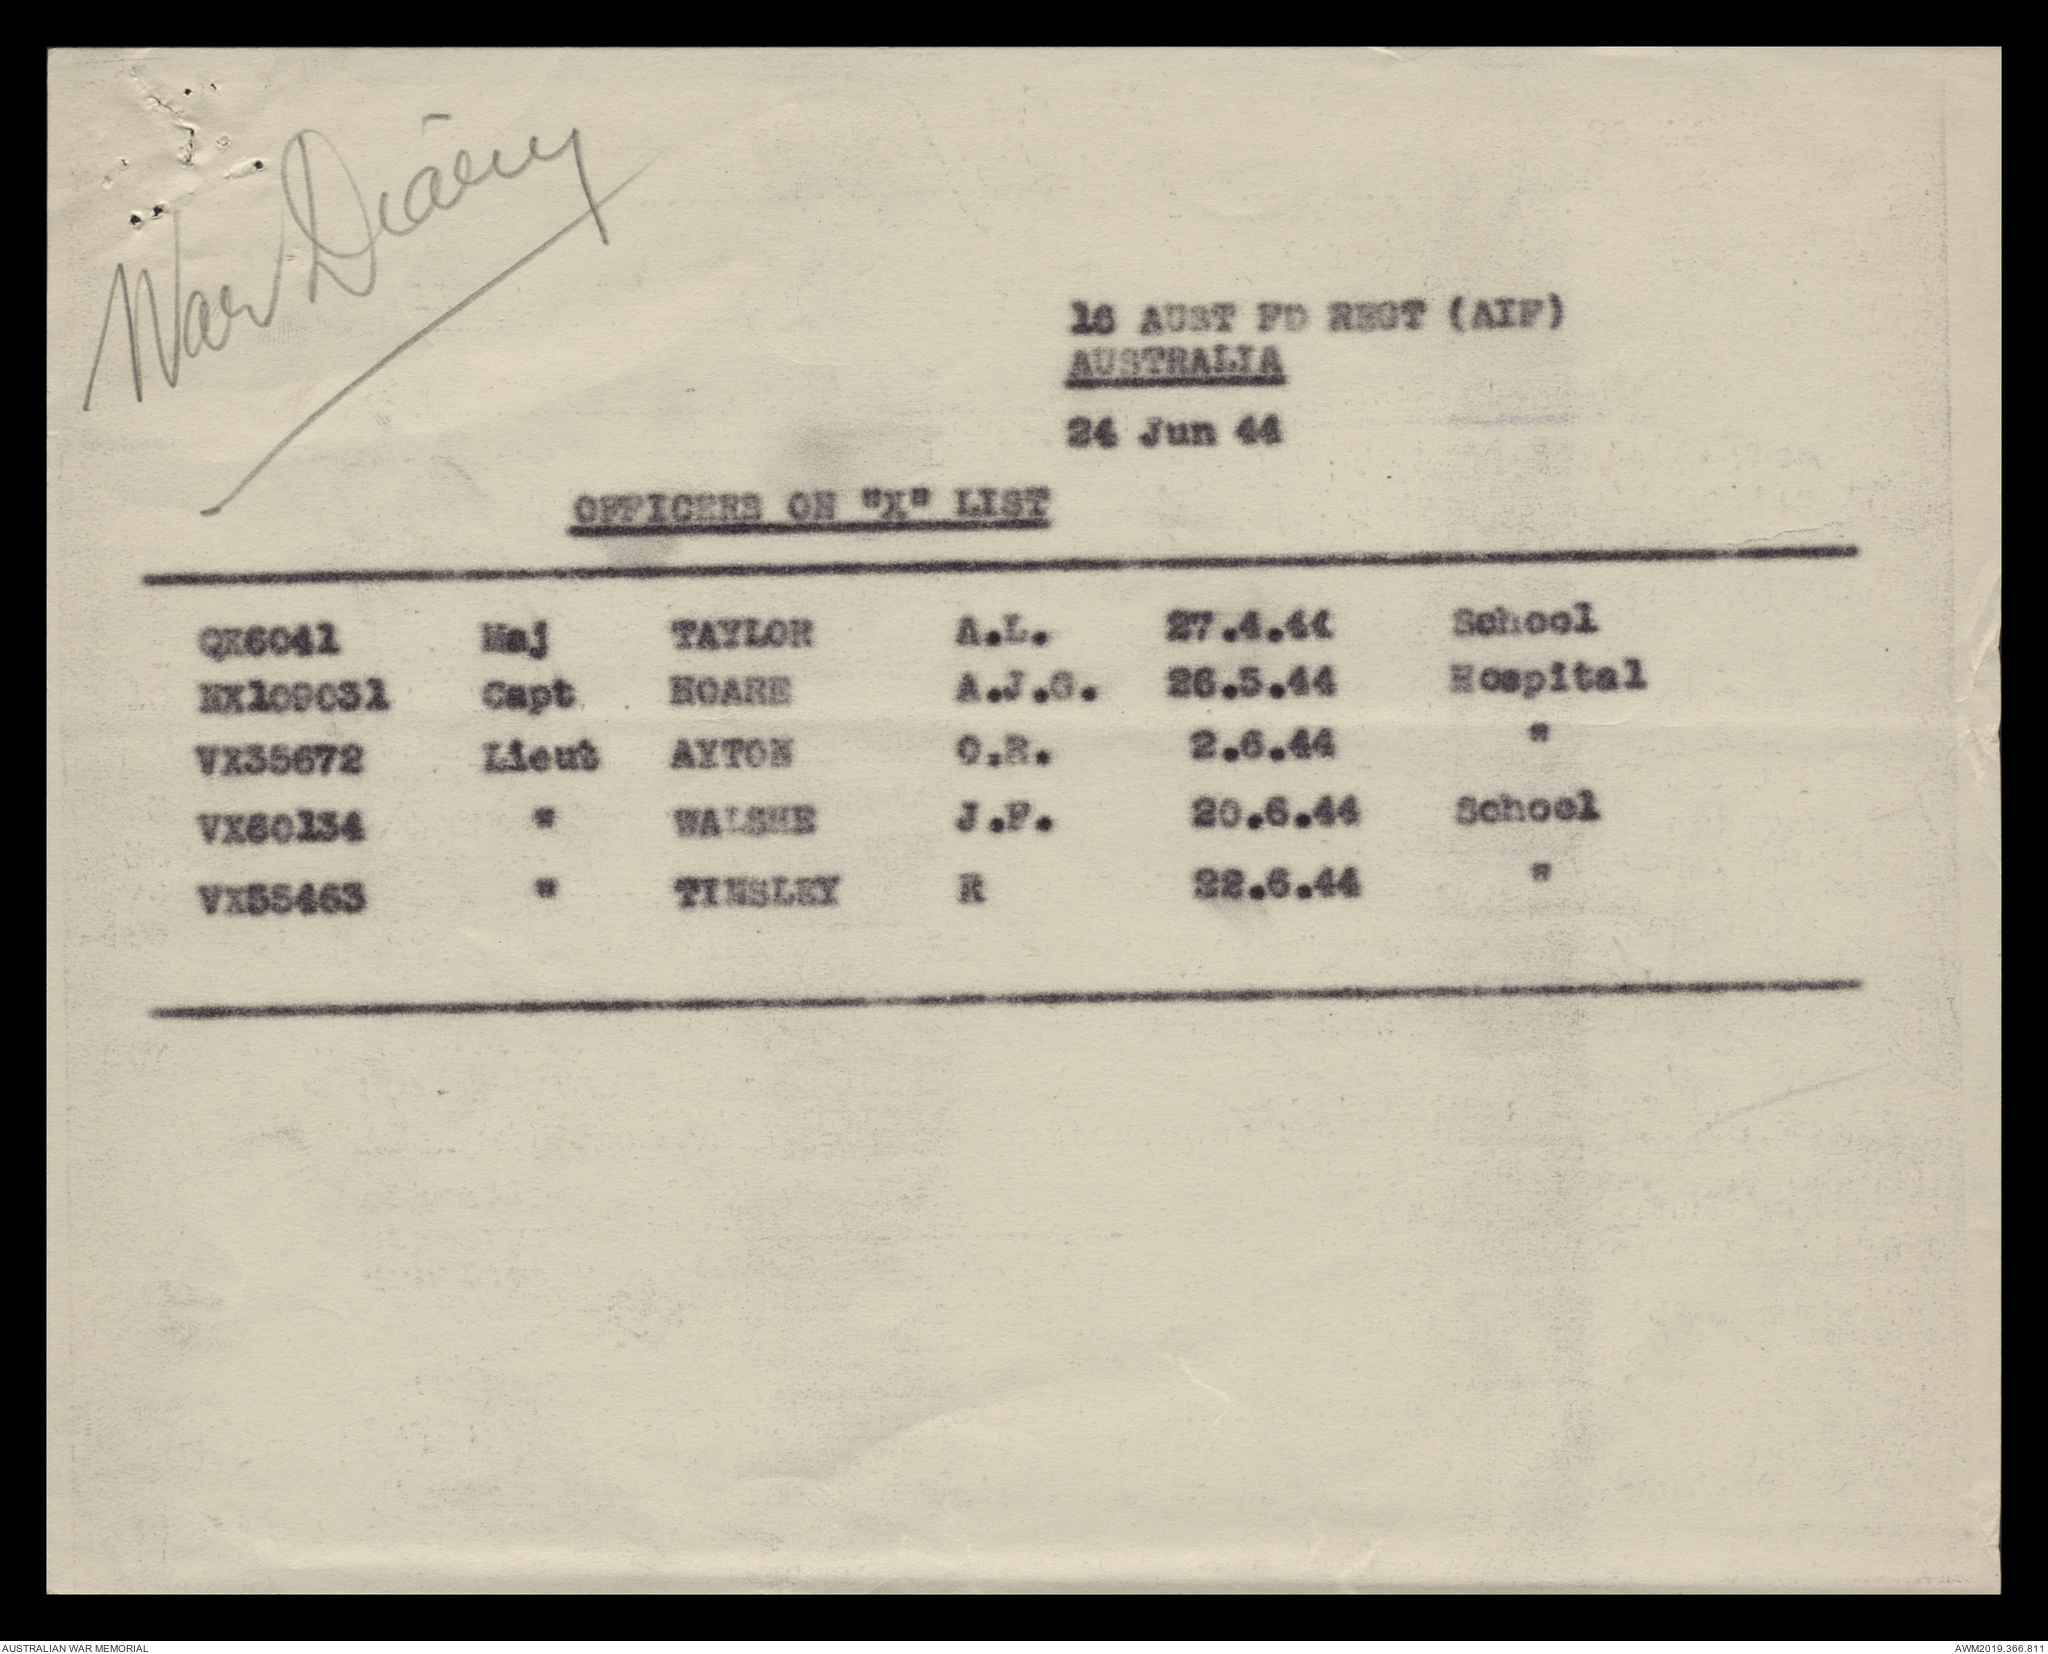 War Diary
16 AUST FD REGT (AIF)
AUSTRALIA
24 Jun 44
OFFICERS ON "X" LIST
QX6041 Maj TAYLOR A.L. 27.4.44 School
NX109031 Capt HOARE A.J.G. 26.5.44 Hospital
VX35672 Lieut AYTON O.R. 2.6.44 "
VX60134 " WALSHE J.F. 20.6.44 School
VX55463 " TINSLEY R 22.6.44 "
AUSTRALIAN WAR MEMORIAL AWM2019.366.811